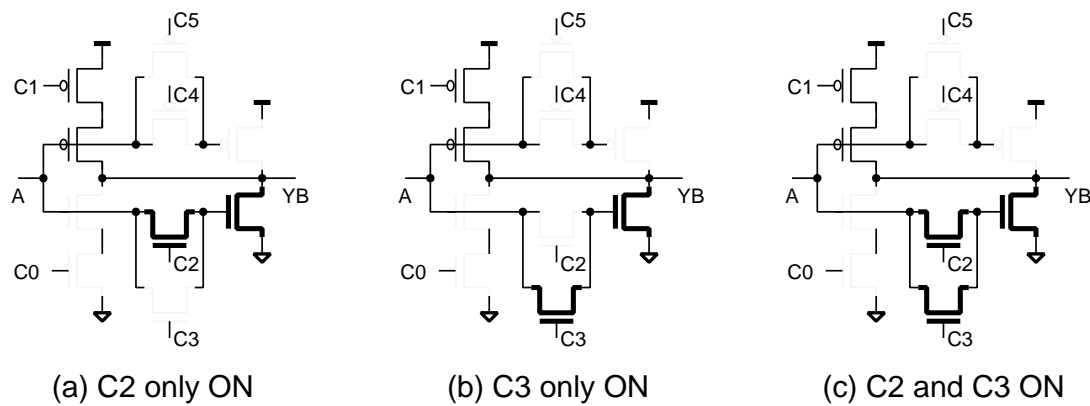 C5 C5 C5
C1 C1 C1
C4 C4 C4
A YB A YB A YB
C2 C2 C2
C0 C0 C0
C3 C3 C3
(a) C2 only ON (b) C3 only ON (c) C2 and C3 ON